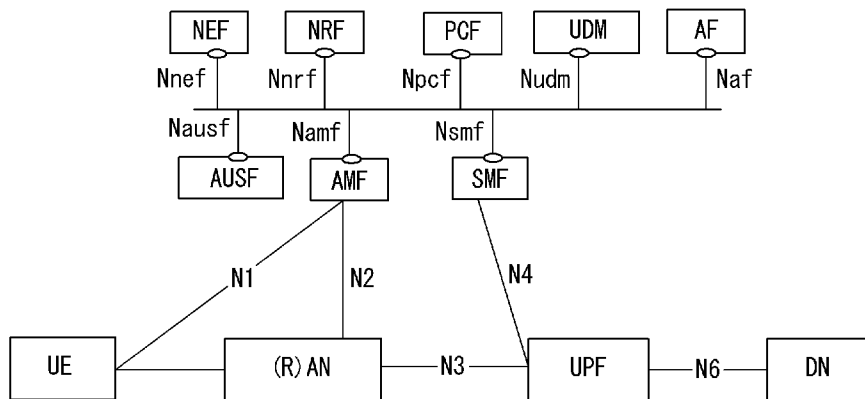 NEF NRF PCF UDM AF
Nnef Nnrf Npcf Nudm Naf
Nausf Namf Nsmf
AUSF AMF SMF
N1 N2 N4
UE (R)AN N3 UPF N6 DN